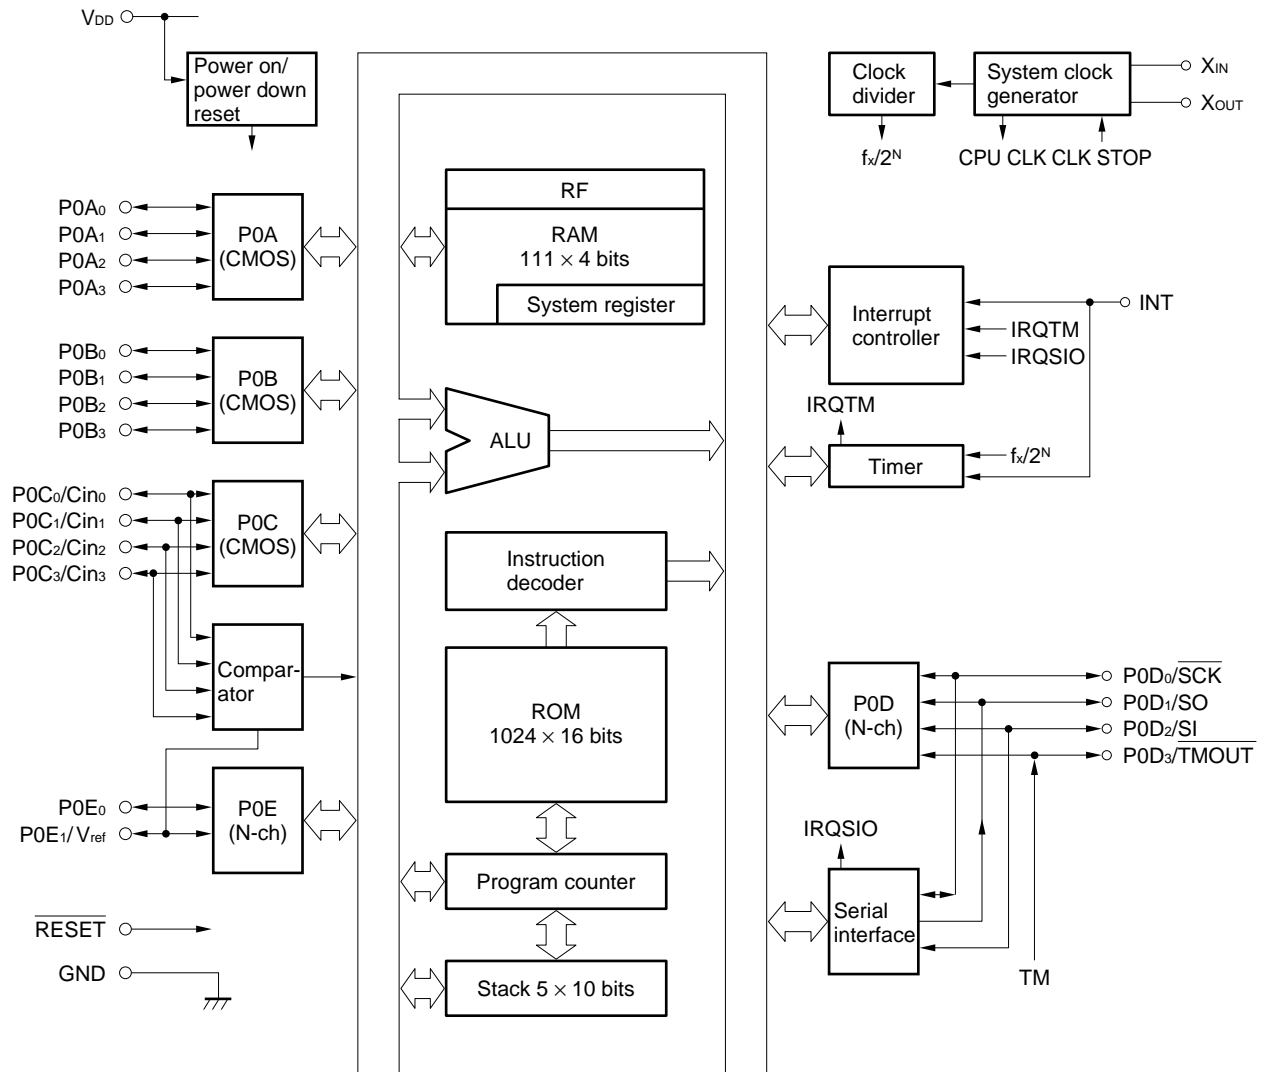 VDD
Power on/
power down
reset
Clock
divider
System clock
generator
XIN
XOUT
fx/2N
CPU CLK CLK STOP
P0A0
P0A1
P0A2
P0A3
P0A
(CMOS)
RF
RAM
111 × 4 bits
System register
Interrupt
controller
INT
IRQTM
IRQSIO
P0B0
P0B1
P0B2
P0B3
P0B
(CMOS)
ALU
IRQTM
Timer
fx/2N
P0C0/Cin0
P0C1/Cin1
P0C2/Cin2
P0C3/Cin3
P0C
(CMOS)
Instruction
decoder
Compar-
ator
ROM
1024 × 16 bits
P0D
(N-ch)
P0D0/SCK
P0D1/SO
P0D2/SI
P0D3/TMOUT
P0E0
P0E1/Vref
P0E
(N-ch)
Program counter
IRQSIO
Serial
interface
TM
RESET
GND
Stack 5 × 10 bits